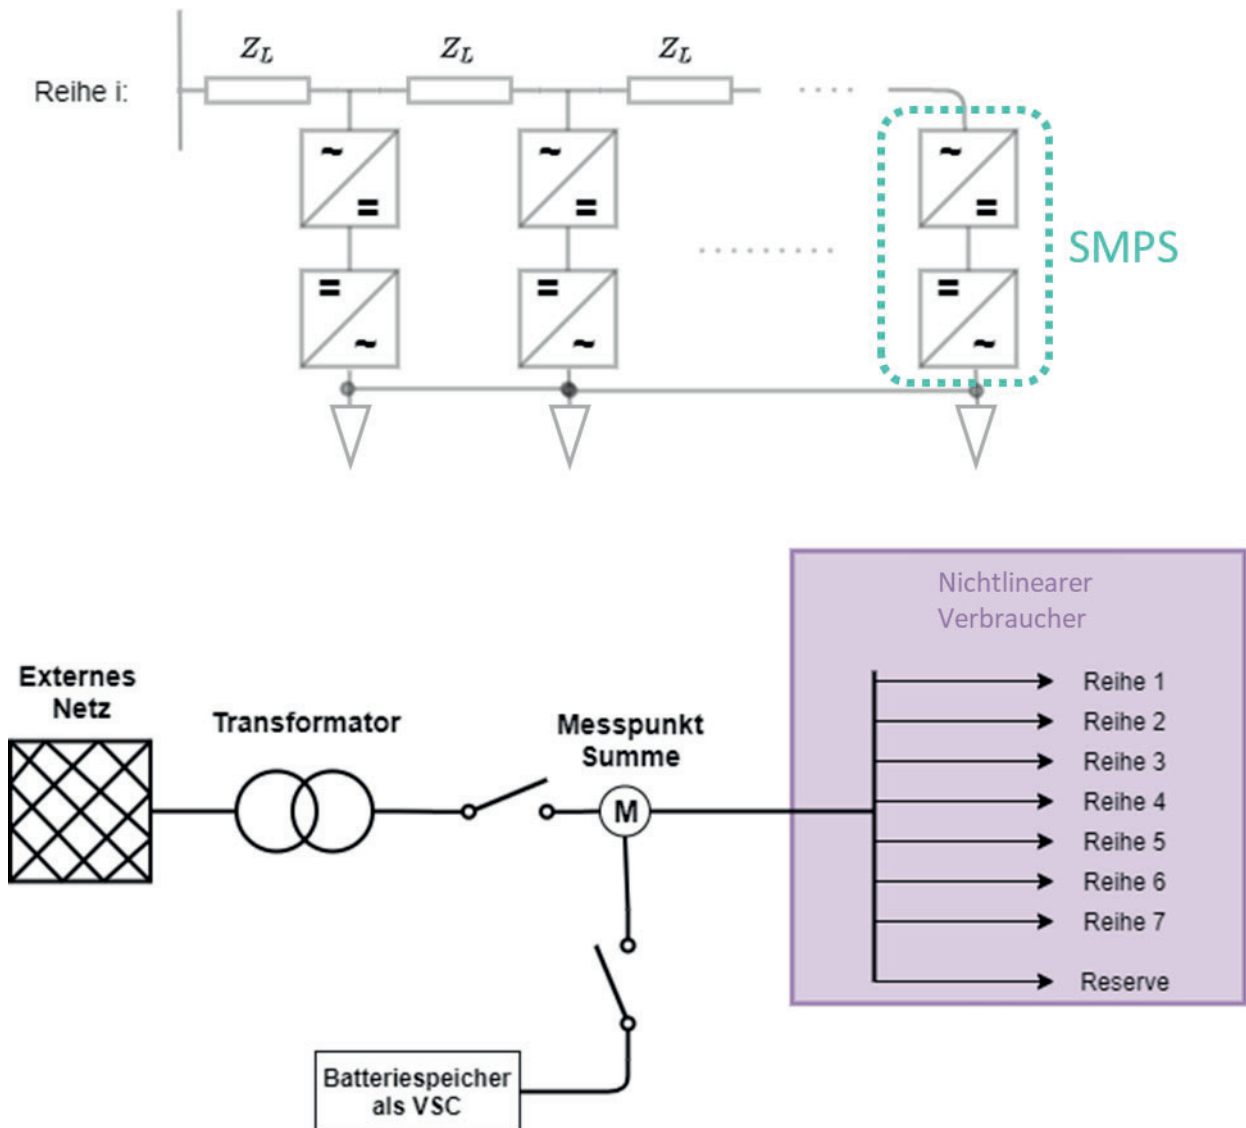 Z_L
Z_L
Z_L
Reihe i:
~
=
~
=
~
=
SMPS
=
~
=
~
=
~
Nichtlinearer
Verbraucher
Externes
Netz
Transformator
Messpunkt
Summe
M
Reihe 1
Reihe 2
Reihe 3
Reihe 4
Reihe 5
Reihe 6
Reihe 7
Reserve
Batteriespeicher
als VSC